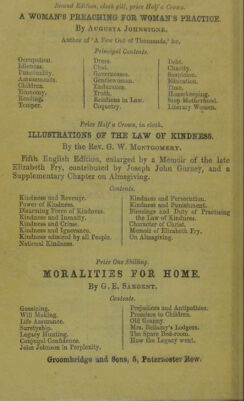 Second Edition, cloth gilt, price Half a Crown.
A WOMAN'S PREACHING FOR WOMAN'S PRACTICE.
By Augusta Johnstone.
Author of 'A Few Out of Thousands,' &c.
Principal Contents.
Occupation.
Idleness.
Punctuality.
Amusements.
Children.
Economy.
Reading.
Temper.
Dress.
Chat.
Governesses.
Gentlewoman.
Endurance.
Truth.
Relations in Law.
Coquetry.
Debt.
Charity.
Suspicion.
Education.
Time.
Housekeeping.
Step Motherhood.
Literary Women.
Price Half a Crown, in cloth.
ILLUSTRATIONS OF THE LAW OF KINDNESS.
By the Rev. G. W. Montgomery.
Fifth English Edition, enlarged by a Memoir of the late
Elizabeth Fry, contributed by Joseph John Gurney, and a
Supplementary Chapter on Almsgiving.
Contents.
Kindness and Revenge.
Power of Kindness.
Disarming Force of Kindness.
Kindness and Insanity.
Kindness and Crime.
Kindness and Ignorance.
Kindness admired by all People.
National Kindness.
Kindness and Persecution.
Kindness and Punishment.
Blessings and Duty of Practising
the Law of Kindness.
Character of Christ.
Memoir of Elizabeth Fry.
On Almsgiving.
Price One Shilling.
MORALITIES FOR HOME.
By G. E. Sargent.
Contents.
Gossiping.
Will Making.
Life Assurance.
Suretyship.
Legacy Hunting.
Conjugal Confidence.
John Johnson in Perplexity.
Prejudices and Antipathies.
Promises to Children.
Old Granny.
Mrs. Bellamy's Lodgers.
The Spare Bed-room.
How the Legacy went.
Groombridge and Sons, 5, Paternoster Row.